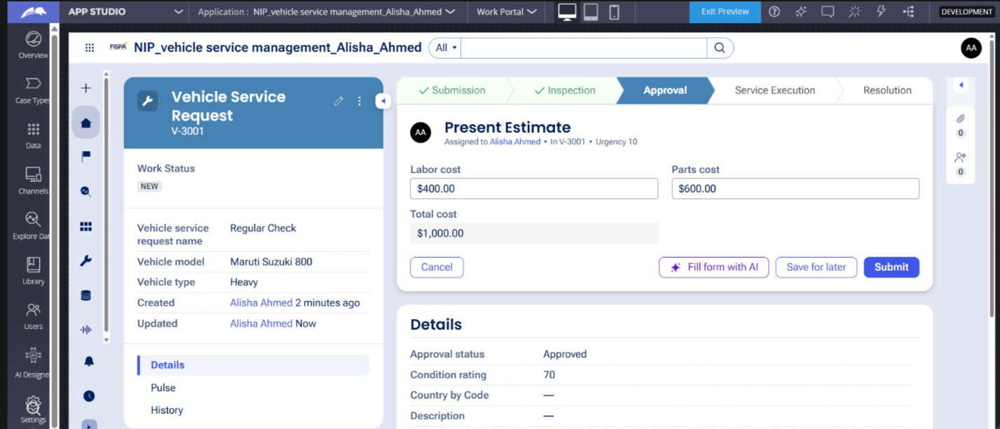 APP STUDIO
Application : NIP_vehicle service management_Alisha_Ahmed
Work Portal
Exit Preview
DEVELOPMENT
Overview
Case Types
Data
Channels
Explore Dat
Library
Users
AI Designe
Settings
FISPA
NIP_vehicle service management_Alisha_Ahmed
All
AA
Vehicle Service
Request
V-3001
Work Status
NEW
Vehicle service
request name
Regular Check
Vehicle model
Maruti Suzuki 800
Vehicle type
Heavy
Created
Alisha Ahmed 2 minutes ago
Updated
Alisha Ahmed Now
Details
Pulse
History
Submission
Inspection
Approval
Service Execution
Resolution
AA
Present Estimate
Assigned to Alisha Ahmed • In V-3001 • Urgency 10
Labor cost
$400.00
Parts cost
$600.00
Total cost
$1,000.00
Cancel
Fill form with AI
Save for later
Submit
Details
Approval status
Approved
Condition rating
70
Country by Code
—
Description
—
0
0